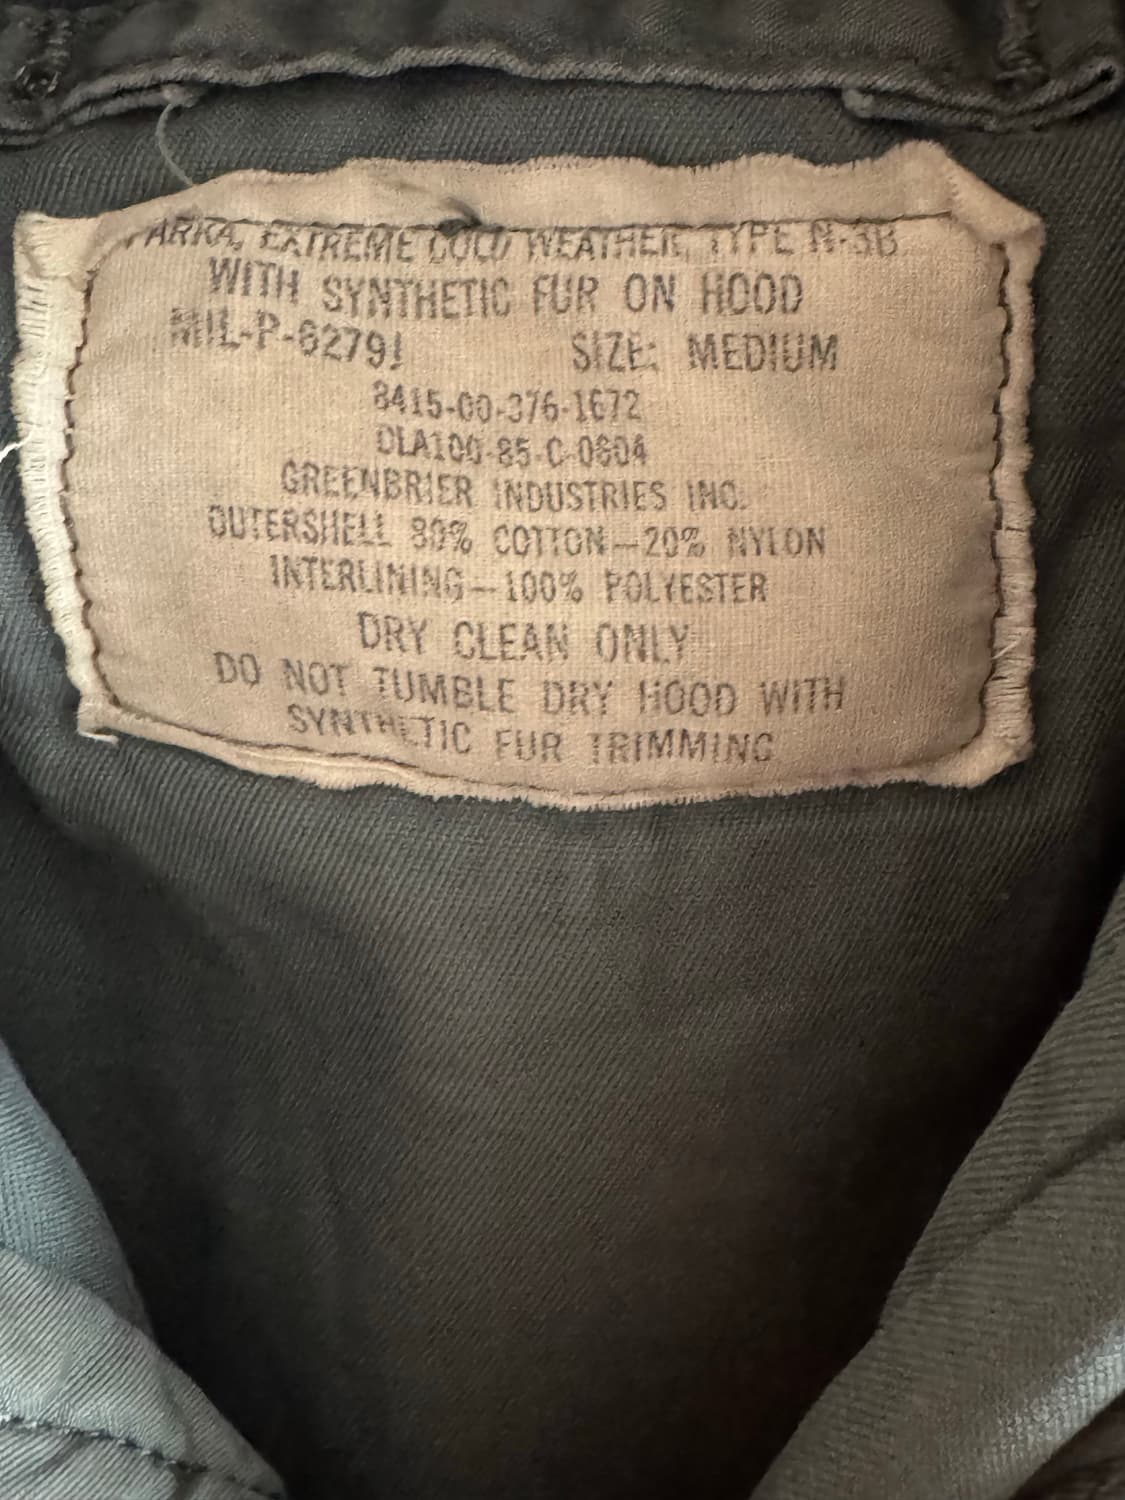 PARKA, EXTREME COLD WEATHER, TYPE N-3B
WITH SYNTHETIC FUR ON HOOD
MIL-P-6279I SIZE: MEDIUM
8415-00-376-1672
DLA100-85-C-0604
GREENBRIER INDUSTRIES INC.
OUTERSHELL 80% COTTON—20% NYLON
INTERLINING—100% POLYESTER
DRY CLEAN ONLY
DO NOT TUMBLE DRY HOOD WITH
SYNTHETIC FUR TRIMMING